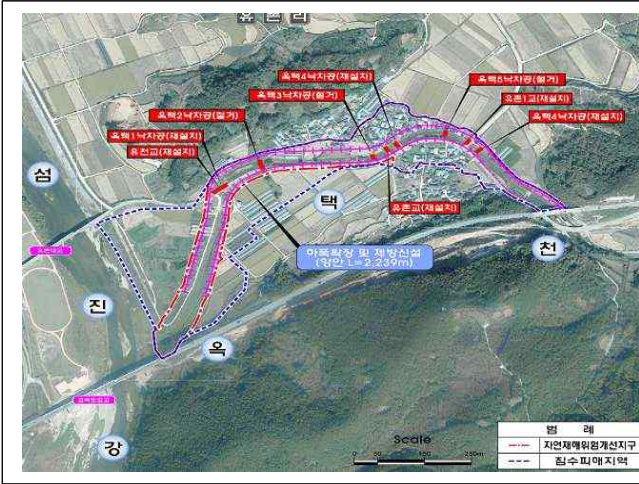 옥택4낙차공(재설치)
옥택5낙차공(철거)
옥택3낙차공(철거)
유촌1교(재설치)
옥택2낙차공(철거)
옥택4낙차공(재설치)
옥택1낙차공(재설치)
유천교(재설치)
섬
택
유촌교(재설치)
천
하폭확장 및 제방신설
(양안 L=2,239m)
진
옥
강
Scale
0
250m
범 례
자연재해위험개선지구
침수피해지역